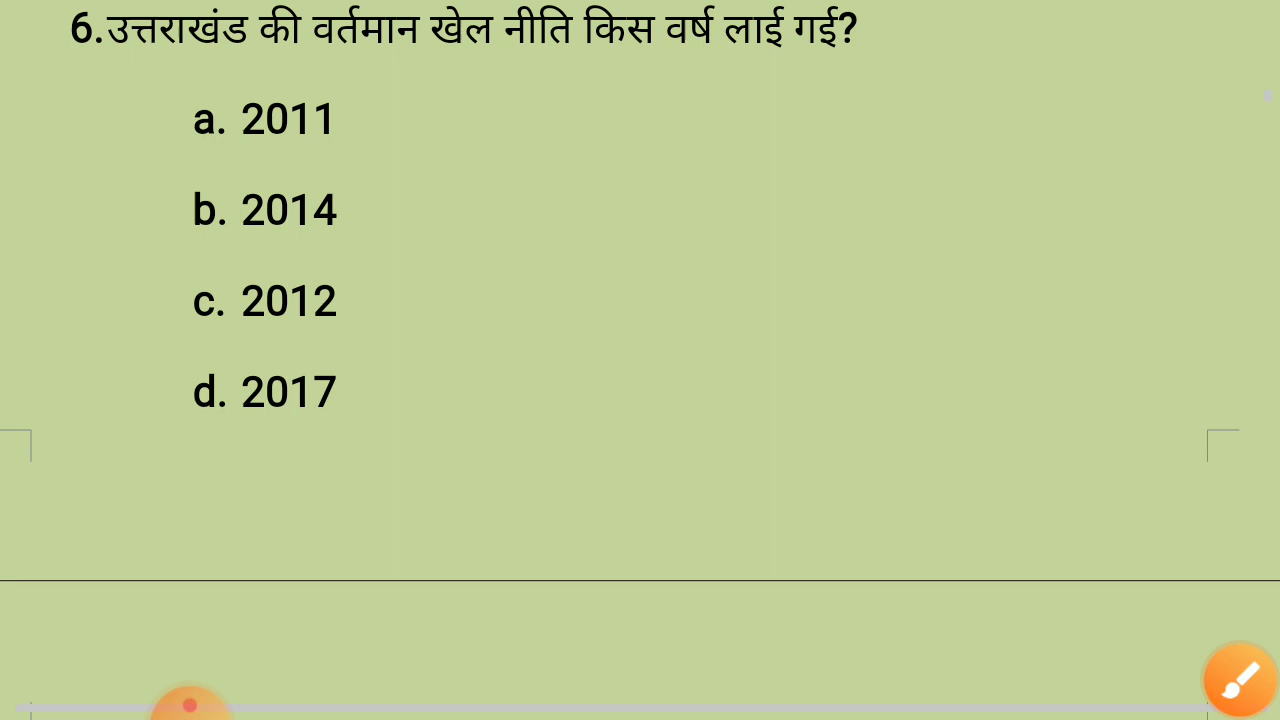 6.उत्तराखंड की वर्तमान खेल नीति किस वर्ष लाई गई?
a. 2011
b. 2014
c. 2012
d. 2017